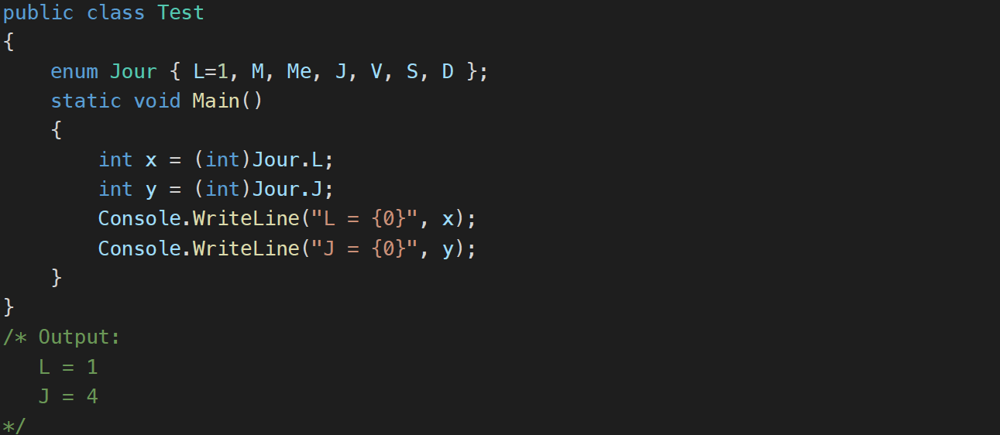 public class Test
{
    enum Jour { L=1, M, Me, J, V, S, D };
    static void Main()
    {
        int x = (int)Jour.L;
        int y = (int)Jour.J;
        Console.WriteLine("L = {0}", x);
        Console.WriteLine("J = {0}", y);
    }
}
/* Output:
   L = 1
   J = 4
*/